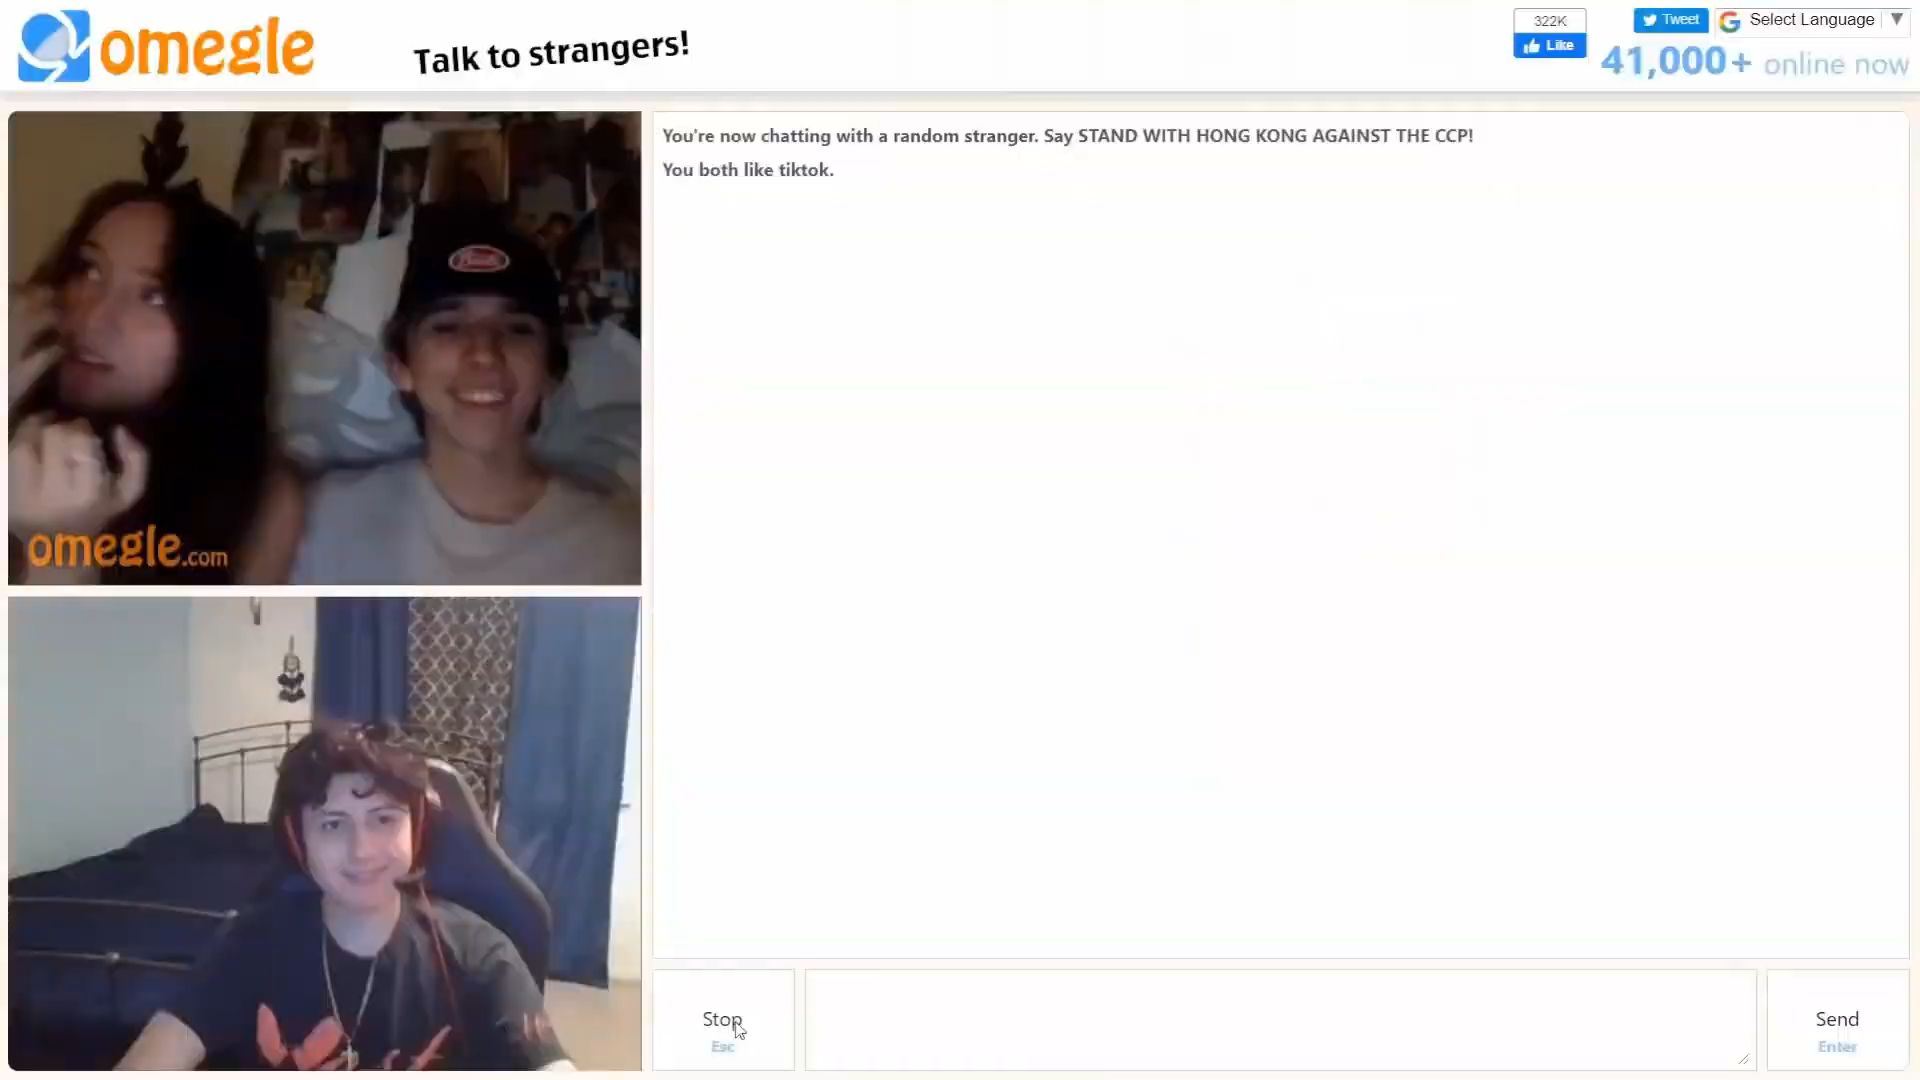 omegle
Talk to strangers!
322K
Like
Tweet
Select Language
41,000+ online now
You're now chatting with a random stranger. Say STAND WITH HONG KONG AGAINST THE CCP!
You both like tiktok.
omegle.com
Stop
Esc
Send
Enter